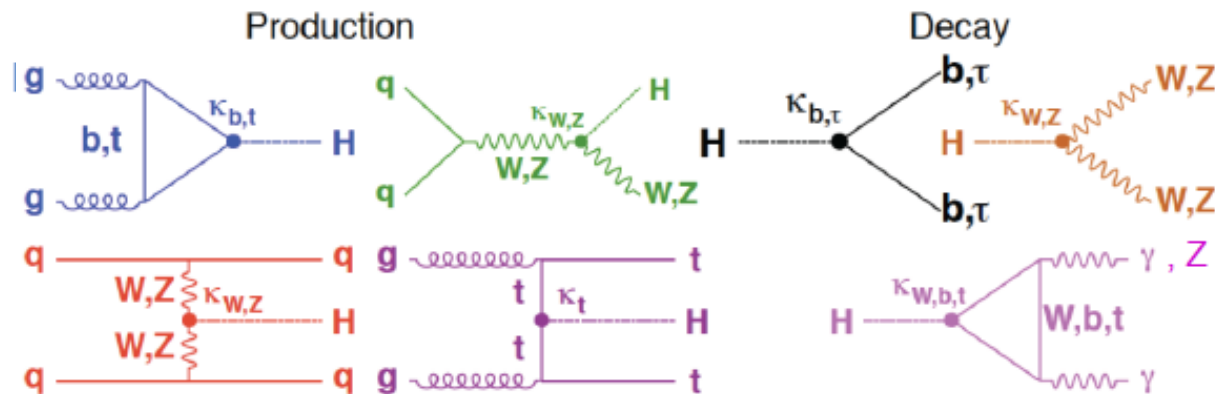 Production
Decay
g
b,t
g
κb,t
H
q
q
W,Z
κW,Z
H
W,Z
H
κb,τ
b,τ
b,τ
H
κW,Z
W,Z
W,Z
q
q
W,Z
κW,Z
H
W,Z
q
q
g
t
t
κt
H
t
g
t
H
κW,b,t
W,b,t
γ , Z
γ